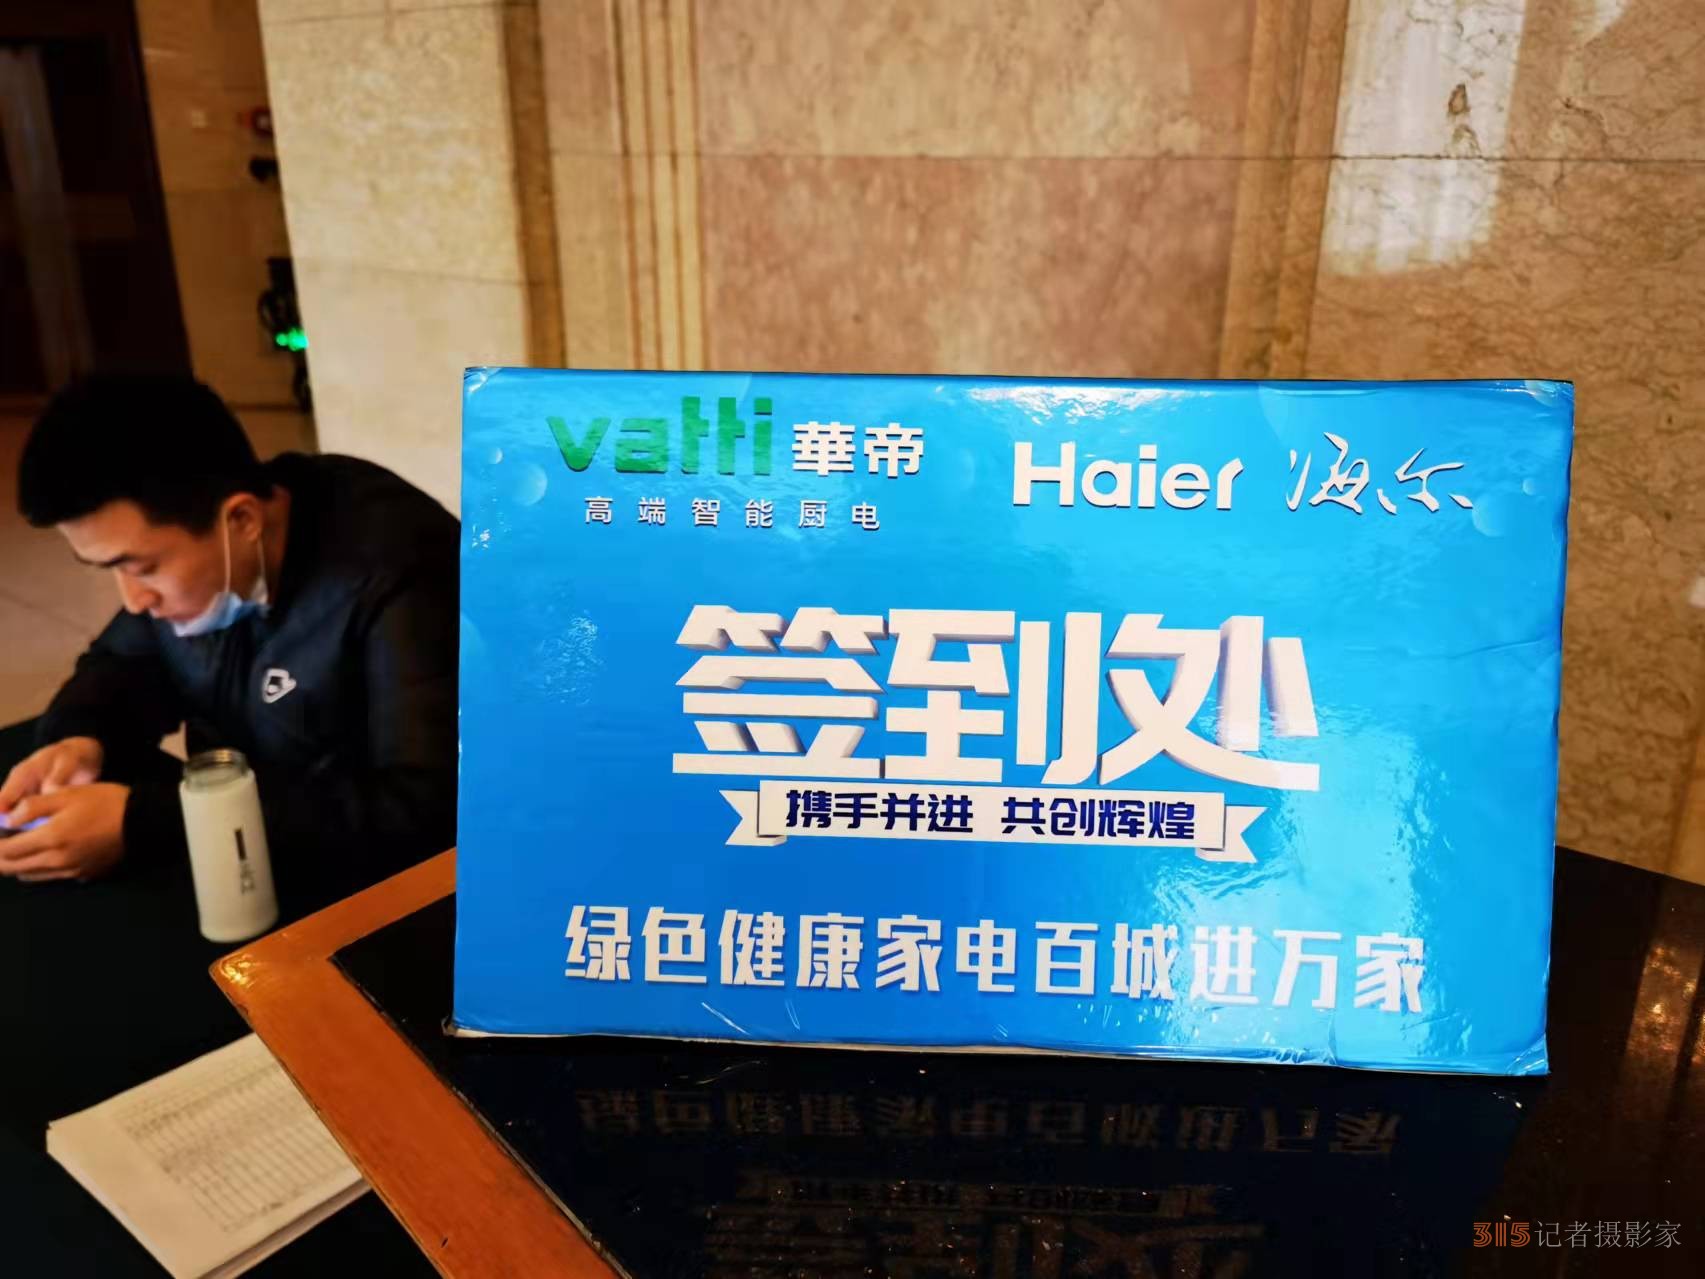 vatti 華帝
高端智能厨电
Haier 海尔
签到处
携手并进 共创辉煌
绿色健康家电百城进万家
315记者摄影家